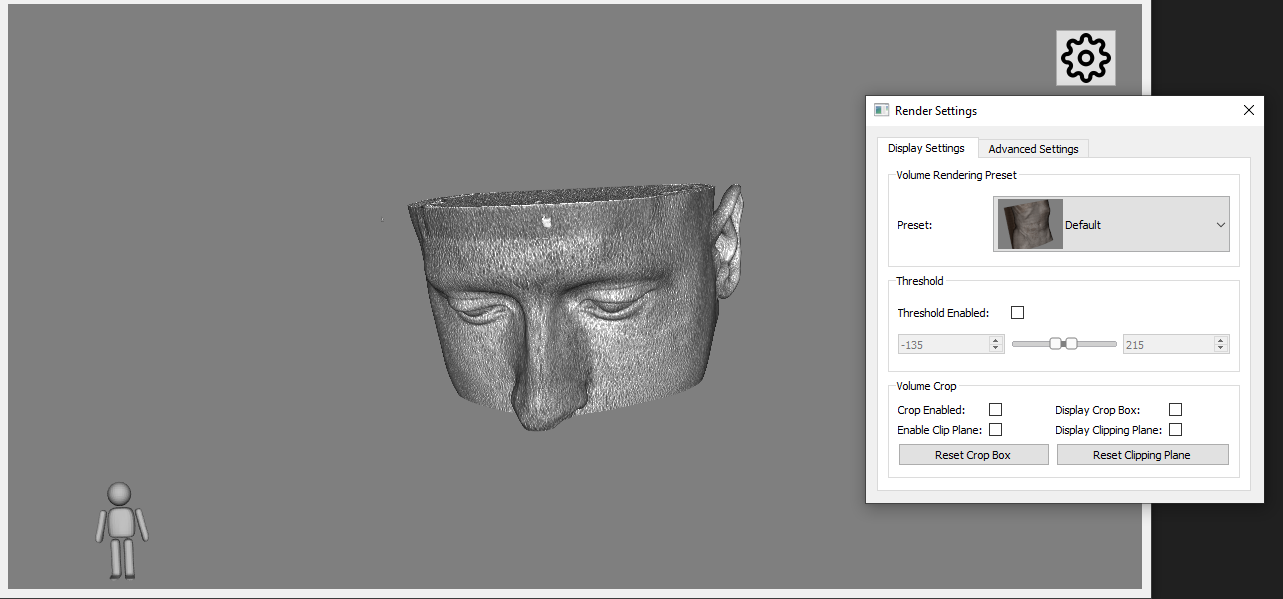 Render Settings
Display Settings
Advanced Settings
Volume Rendering Preset
Preset:
Default
Threshold
Threshold Enabled:
-135
215
Volume Crop
Crop Enabled:
Display Crop Box:
Enable Clip Plane:
Display Clipping Plane:
Reset Crop Box
Reset Clipping Plane